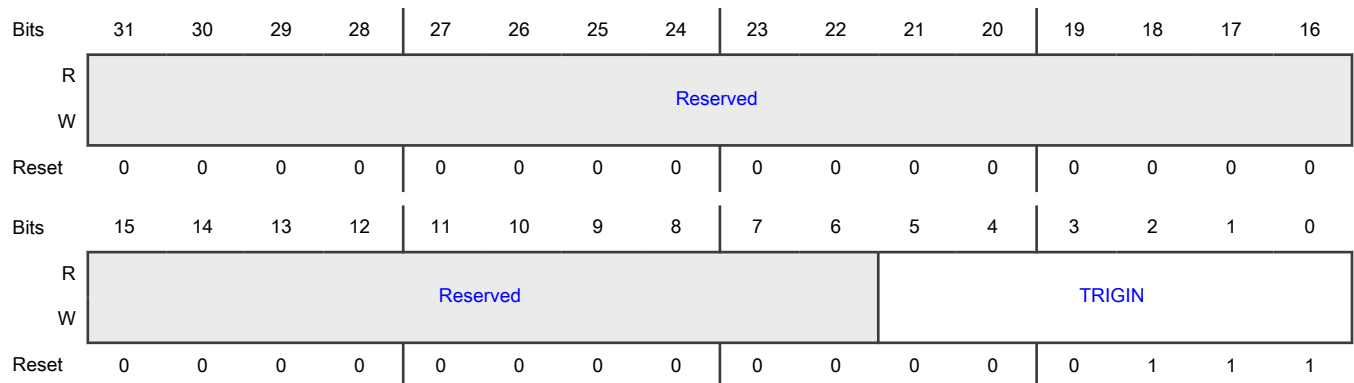 Bits 31 30 29 28 27 26 25 24 23 22 21 20 19 18 17 16
R
Reserved
W
Reset 0 0 0 0 0 0 0 0 0 0 0 0 0 0 0 0
Bits 15 14 13 12 11 10 9 8 7 6 5 4 3 2 1 0
R
Reserved TRIGIN
W
Reset 0 0 0 0 0 0 0 0 0 0 0 0 0 1 1 1